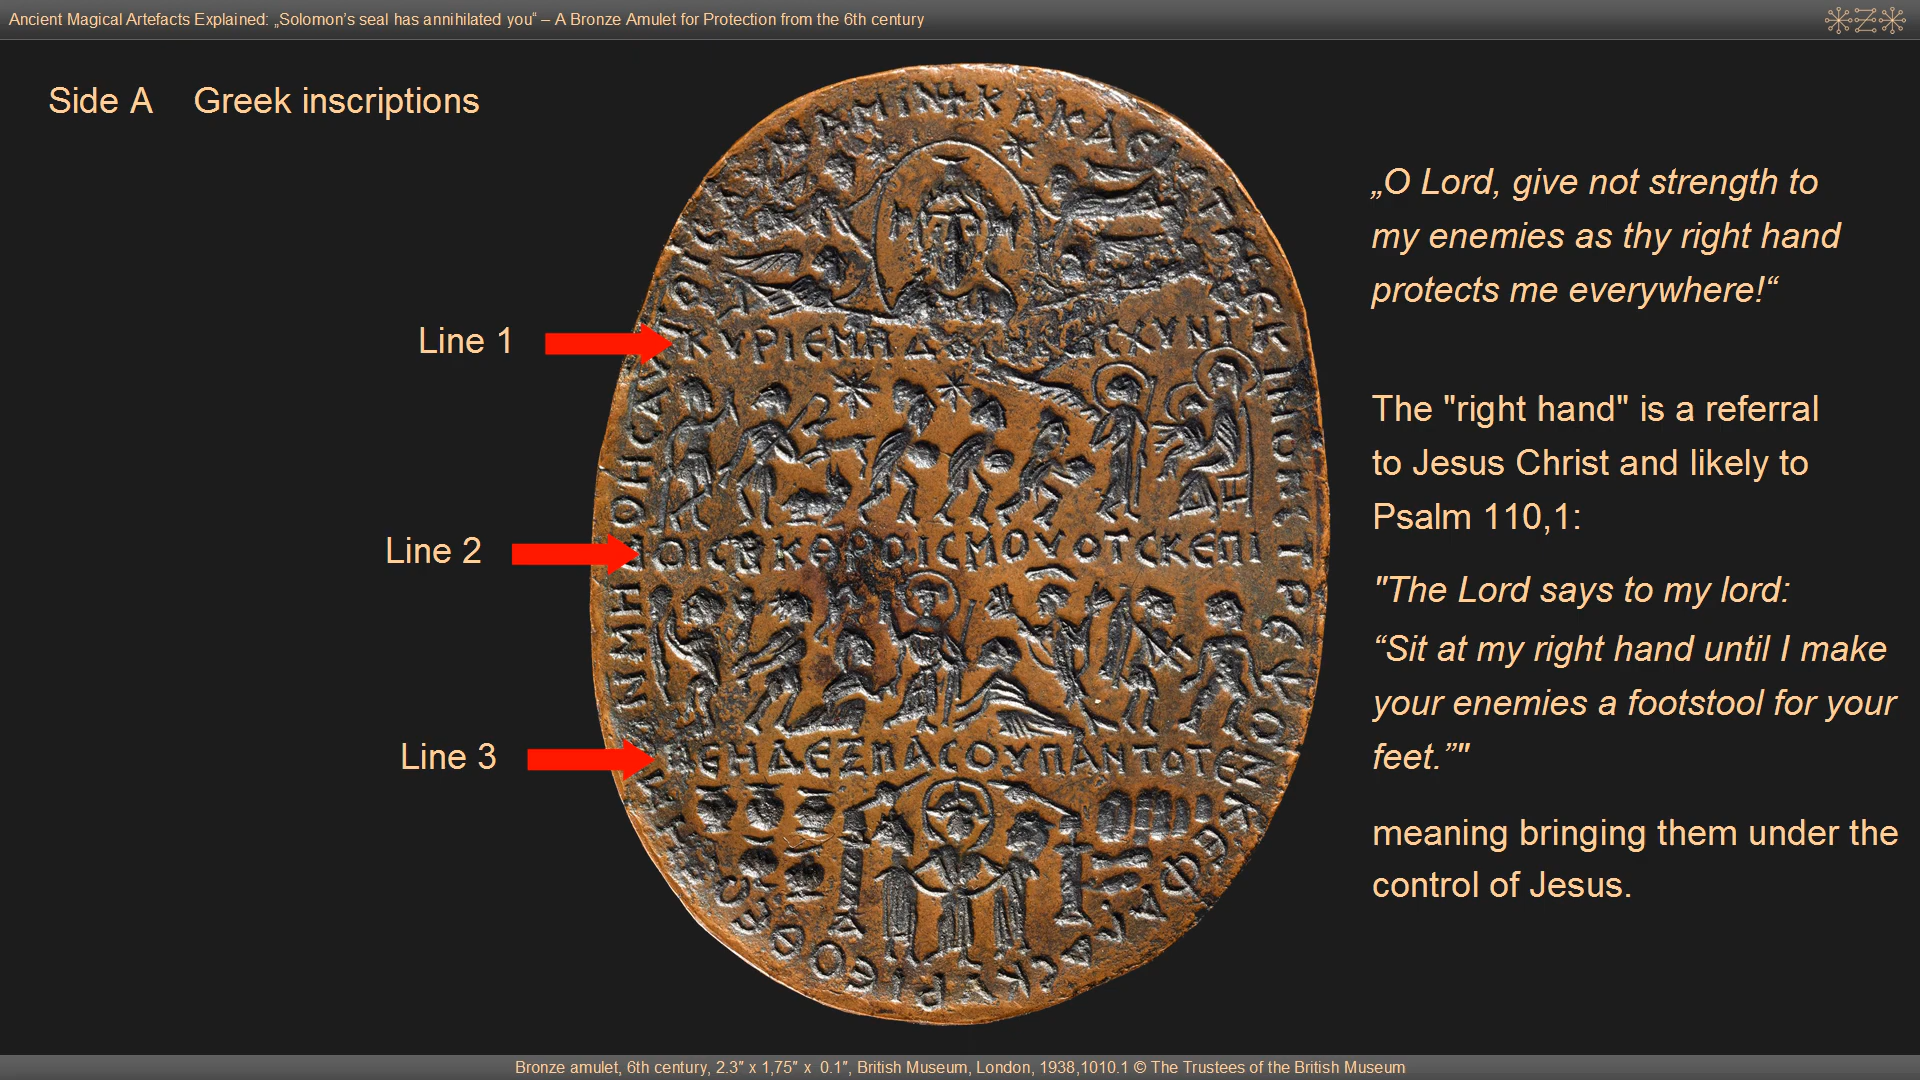 Ancient Magical Artefacts Explained: „Solomon’s seal has annihilated you“ – A Bronze Amulet for Protection from the 6th century
Side A Greek inscriptions
„O Lord, give not strength to
my enemies as thy right hand
protects me everywhere!“
Line 1
ΚΥΡΙΕΜΗΔ
The "right hand" is a referral
to Jesus Christ and likely to
Psalm 110,1:
Line 2
ΚΘΡΟΙCΜΟΥΟΤCΚΕΠΙ
"The Lord says to my lord:
“Sit at my right hand until I make
your enemies a footstool for your
feet.”"
Line 3
ΕΗΔΕΞΗΑCΟΥΠΑΝΤΟΤΕ
meaning bringing them under the
control of Jesus.
Bronze amulet, 6th century, 2.3″ x 1,75″ x 0.1″, British Museum, London, 1938,1010.1 © The Trustees of the British Museum